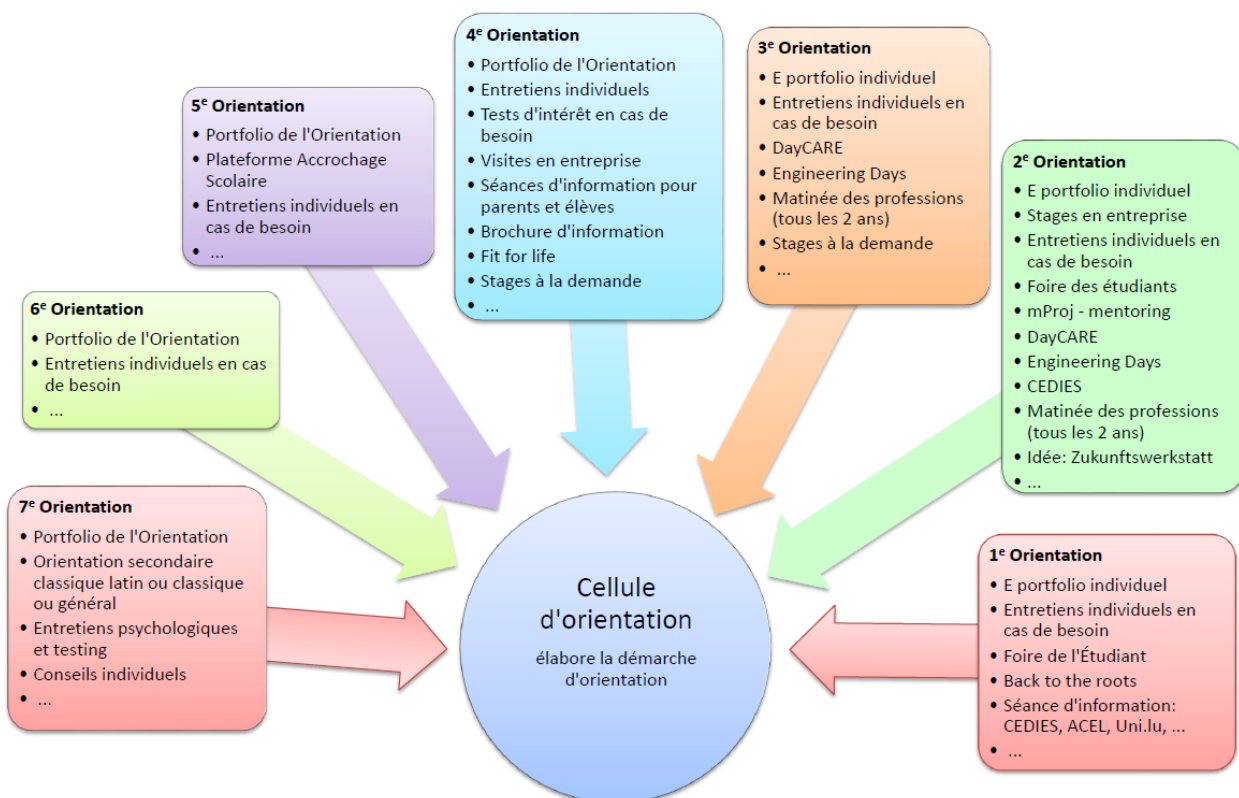 7e Orientation
• Portfolio de l'Orientation
• Orientation secondaire
classique latin ou classique
ou général
• Entretiens psychologiques
et testing
• Conseils individuels
• ...
6e Orientation
• Portfolio de l'Orientation
• Entretiens individuels en cas
de besoin
• ...
5e Orientation
• Portfolio de l'Orientation
• Plateforme Accrochage
Scolaire
• Entretiens individuels en
cas de besoin
• ...
4e Orientation
• Portfolio de l'Orientation
• Entretiens individuels
• Tests d'intérêt en cas de
besoin
• Visites en entreprise
• Séances d'information pour
parents et élèves
• Brochure d'information
• Fit for life
• Stages à la demande
• ...
3e Orientation
• E portfolio individuel
• Entretiens individuels en
cas de besoin
• DayCARE
• Engineering Days
• Matinée des professions
(tous les 2 ans)
• Stages à la demande
• ...
2e Orientation
• E portfolio individuel
• Stages en entreprise
• Entretiens individuels en
cas de besoin
• Foire des étudiants
• mProj - mentoring
• DayCARE
• Engineering Days
• CEDIES
• Matinée des professions
(tous les 2 ans)
• Idée: Zukunftswerkstatt
• ...
1e Orientation
• E portfolio individuel
• Entretiens individuels en
cas de besoin
• Foire de l'Étudiant
• Back to the roots
• Séance d'information:
CEDIES, ACEL, Uni.lu, ...
• ...
Cellule
d'orientation
élabore la démarche
d'orientation